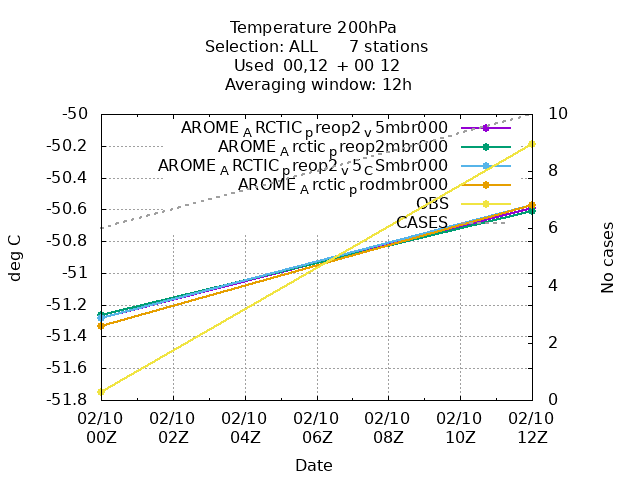 Temperature 200hPa
Selection: ALL 7 stations
Used 00,12 + 00 12
Averaging window: 12h
-50
-50.2
-50.4
-50.6
-50.8
-51
-51.2
-51.4
-51.6
-51.8
deg C
AROME_ARCTIC_preop2_v5mbr000
AROME_Arctic_preop2mbr000
AROME_ARCTIC_preop2_v5_CSmbr000
AROME_Arctic_prodmbr000
OBS
CASES
10
8
6
4
2
0
No cases
02/10 02/10 02/10 02/10 02/10 02/10 02/10
00Z 02Z 04Z 06Z 08Z 10Z 12Z
Date